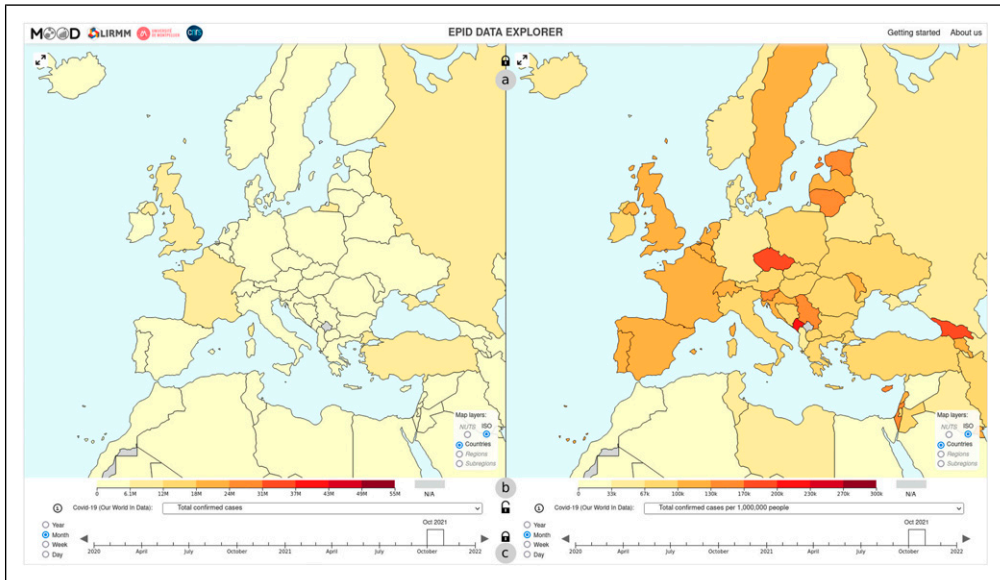 MOOD LIRMM UNIVERSITÉ DE MONTPELLIER cnrs EPID DATA EXPLORER Getting started About us
a
Map layers: Map layers:
NUTS ISO NUTS ISO
Countries Countries
Regions Regions
Subregions Subregions
0 6.1M 12M 18M 24M 31M 37M 43M 49M 55M N/A b 0 33k 67k 100k 130k 170k 200k 230k 270k 300k N/A
Covid-19 (Our World In Data): Total confirmed cases Covid-19 (Our World In Data): Total confirmed cases per 1,000,000 people
Year Oct 2021 Year Oct 2021
Month Month
Week Week
Day 2020 April July October 2021 April July October 2022 c Day 2020 April July October 2021 April July October 2022